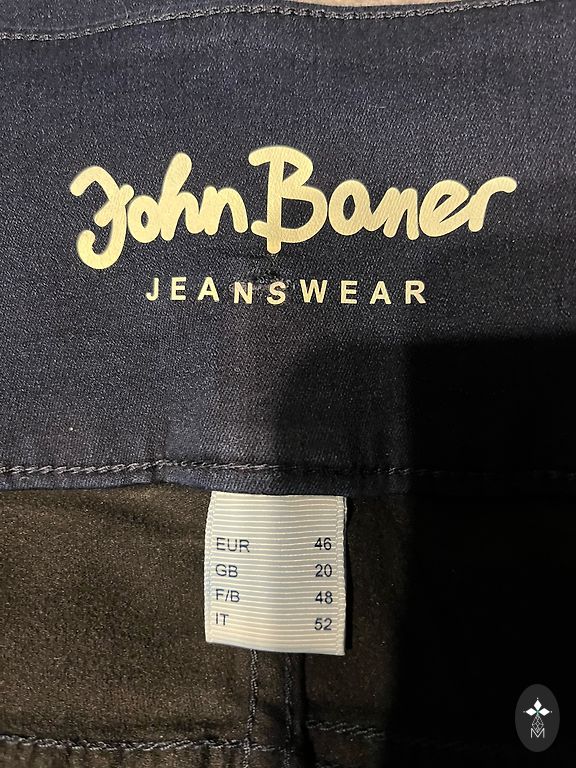 John Baner
JEANSWEAR
EUR 46
GB 20
F/B 48
IT 52
M